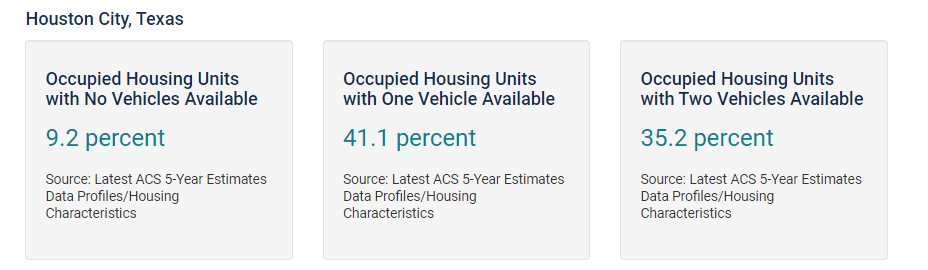 Houston City, Texas
Occupied Housing Units
with No Vehicles Available
9.2 percent
Source: Latest ACS 5-Year Estimates
Data Profiles/Housing
Characteristics
Occupied Housing Units
with One Vehicle Available
41.1 percent
Source: Latest ACS 5-Year Estimates
Data Profiles/Housing
Characteristics
Occupied Housing Units
with Two Vehicles Available
35.2 percent
Source: Latest ACS 5-Year Estimates
Data Profiles/Housing
Characteristics